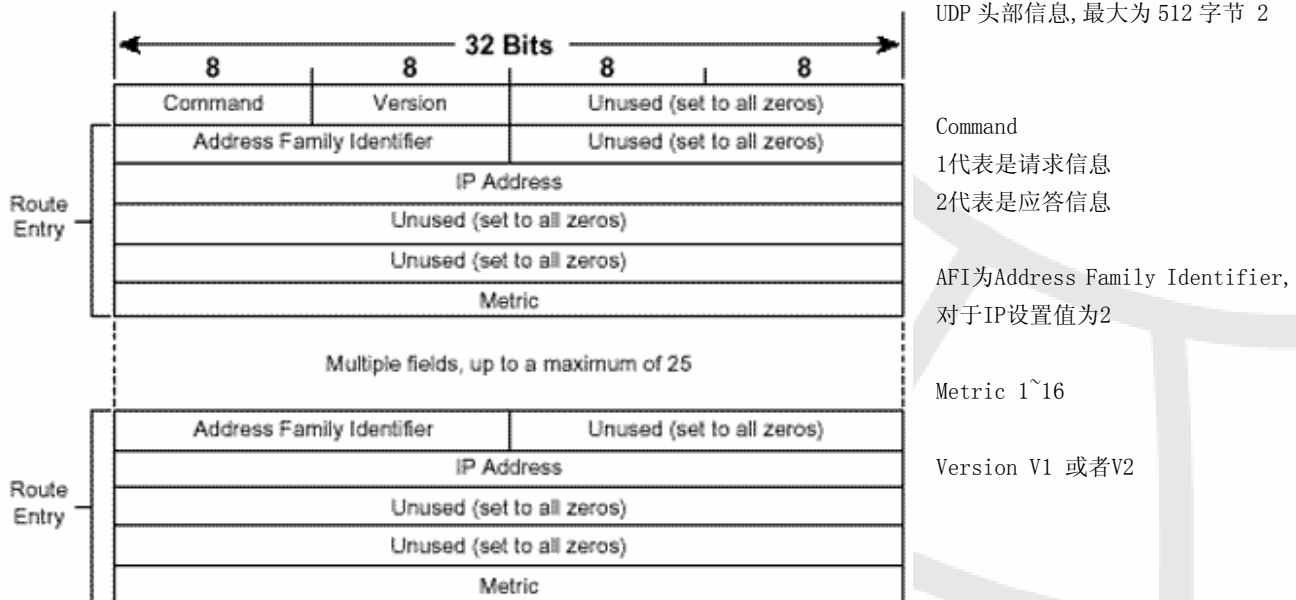 UDP 头部信息,最大为 512 字节 2
32 Bits
8 8 8 8
Command Version Unused (set to all zeros)
Address Family Identifier Unused (set to all zeros)
IP Address
Route
Entry
Unused (set to all zeros)
Unused (set to all zeros)
Metric
Multiple fields, up to a maximum of 25
Address Family Identifier Unused (set to all zeros)
IP Address
Route
Entry
Unused (set to all zeros)
Unused (set to all zeros)
Metric
Command
1代表是请求信息
2代表是应答信息
AFI为Address Family Identifier,
对于IP设置值为2
Metric 1~16
Version V1 或者V2